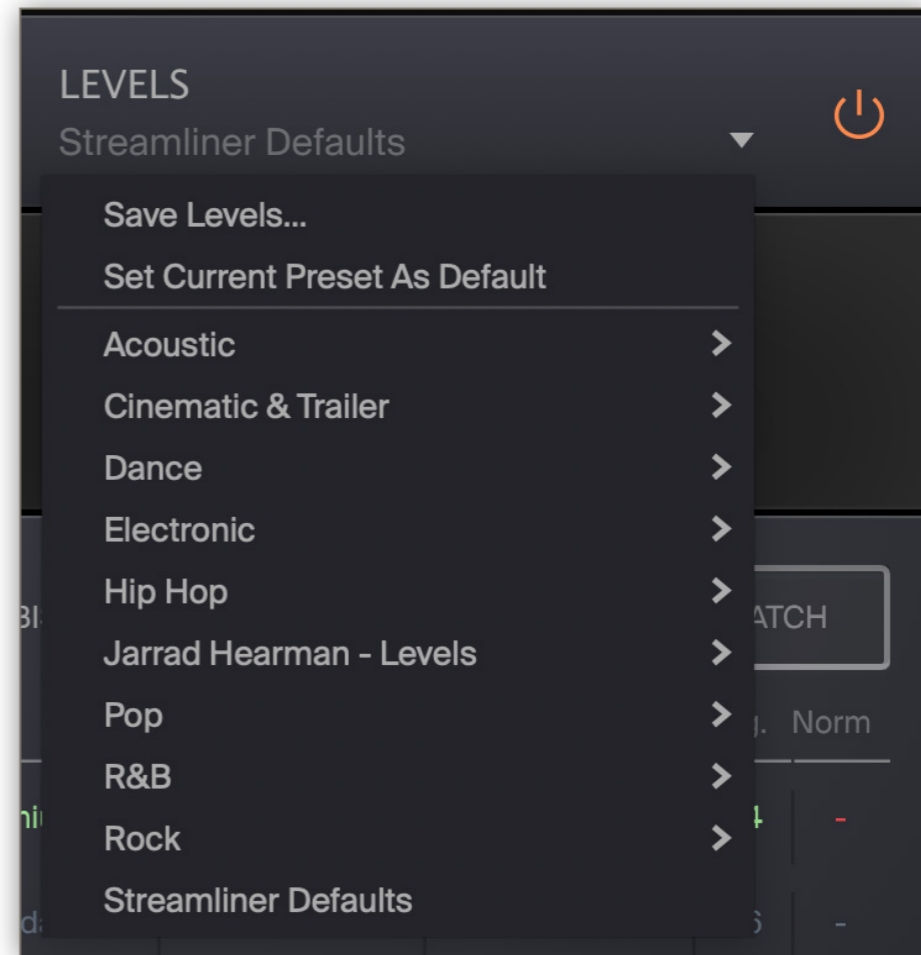 LEVELS
Streamliner Defaults
Save Levels...
Set Current Preset As Default
Acoustic
Cinematic & Trailer
Dance
Electronic
Hip Hop
Jarrad Hearman - Levels
Pop
Norm
R&B
-
Rock
Streamliner Defaults
-